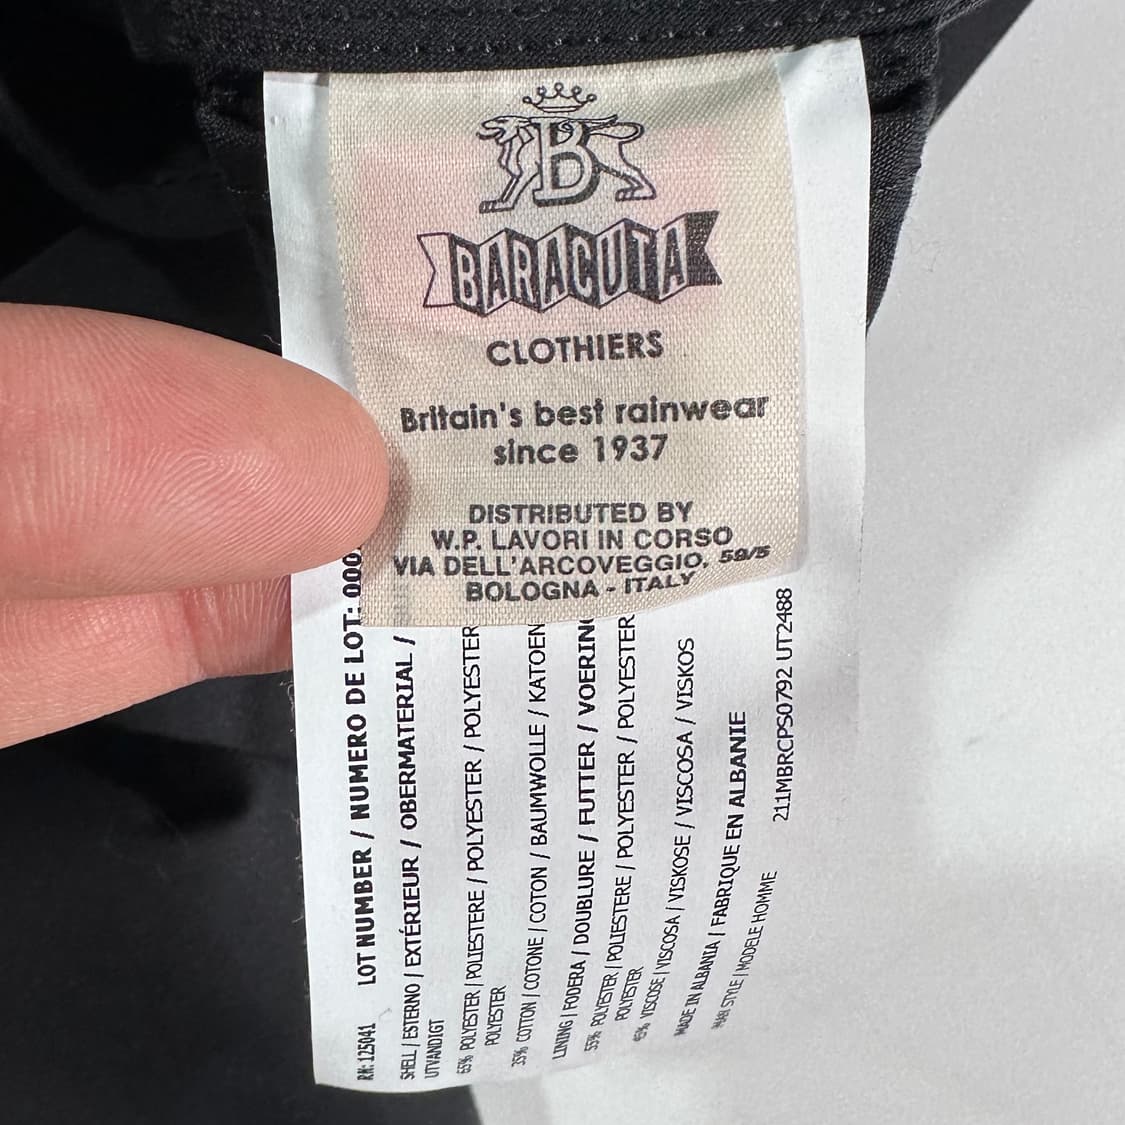 B
BARACUTA
CLOTHIERS
Britain's best rainwear
since 1937
DISTRIBUTED BY
W.P. LAVORI IN CORSO
VIA DELL'ARCOVEGGIO, 59/5
BOLOGNA - ITALY
RN: 125041 LOT NUMBER / NUMERO DE LOT: 000
SHELL / ESTERNO / EXTÉRIEUR / OBERMATERIAL /
UTVANDIGT
65% POLYESTER / POLIESTERE / POLYESTER / POLYESTER
POLYESTER
35% COTTON / COTONE / COTON / BAUMWOLLE / KATOEN
LINING / FODERA / DOUBLURE / FUTTER / VOERING
55% POLYESTER / POLIESTERE / POLYESTER / POLYESTER
POLYESTER
45% VISCOSE / VISCOSA / VISKOSE / VISCOSA / VISKOS
MADE IN ALBANIA / FABRIQUE EN ALBANIE
MAN STYLE / MODELE HOMME 211MBRCPS0792 UT2488